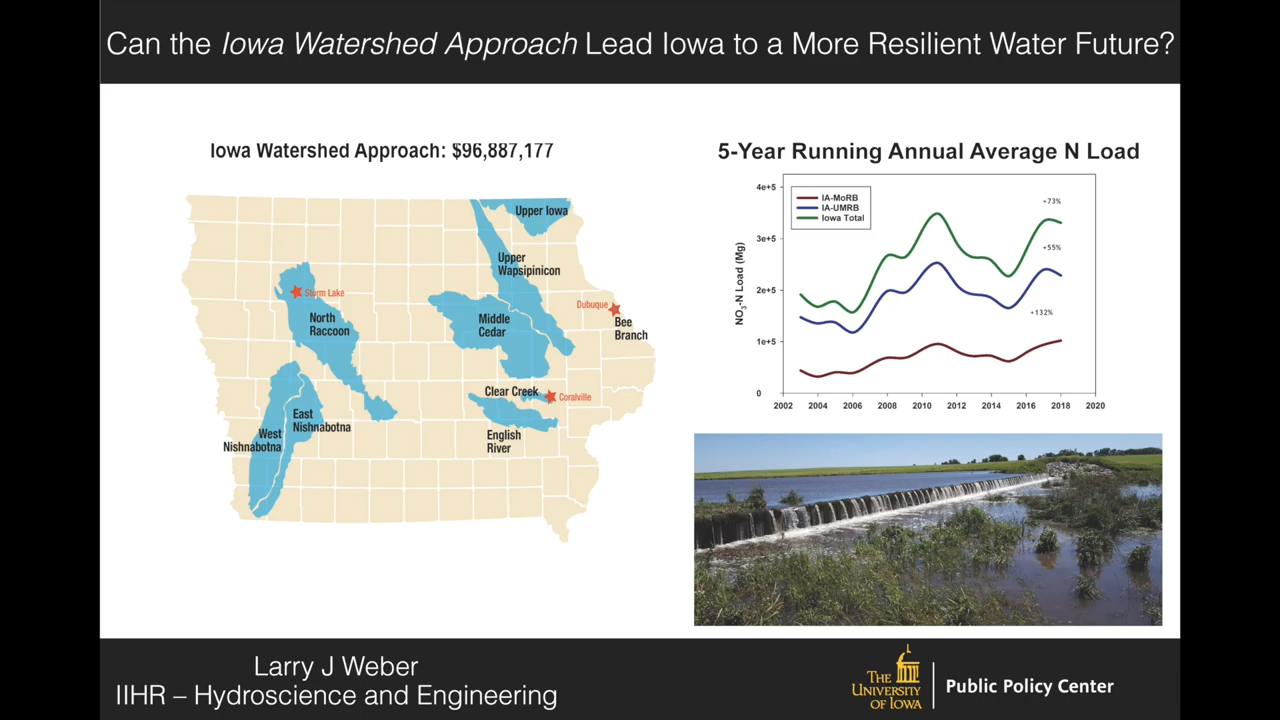 Can the Iowa Watershed Approach Lead Iowa to a More Resilient Water Future?
Iowa Watershed Approach: $96,887,177
Upper Iowa
Upper
Wapsipinicon
Storm Lake
North
Raccoon
Middle
Cedar
Dubuque
Bee
Branch
Clear Creek
Coralville
East
Nishnabotna
West
Nishnabotna
English
River
5-Year Running Annual Average N Load
NO3-N Load (Mg)
4e+5
3e+5
2e+5
1e+5
0
IA-MoRB
IA-UMRB
Iowa Total
+73%
+55%
+132%
2002 2004 2006 2008 2010 2012 2014 2016 2018 2020
Larry J Weber
IIHR – Hydroscience and Engineering
THE
UNIVERSITY
OF IOWA
Public Policy Center